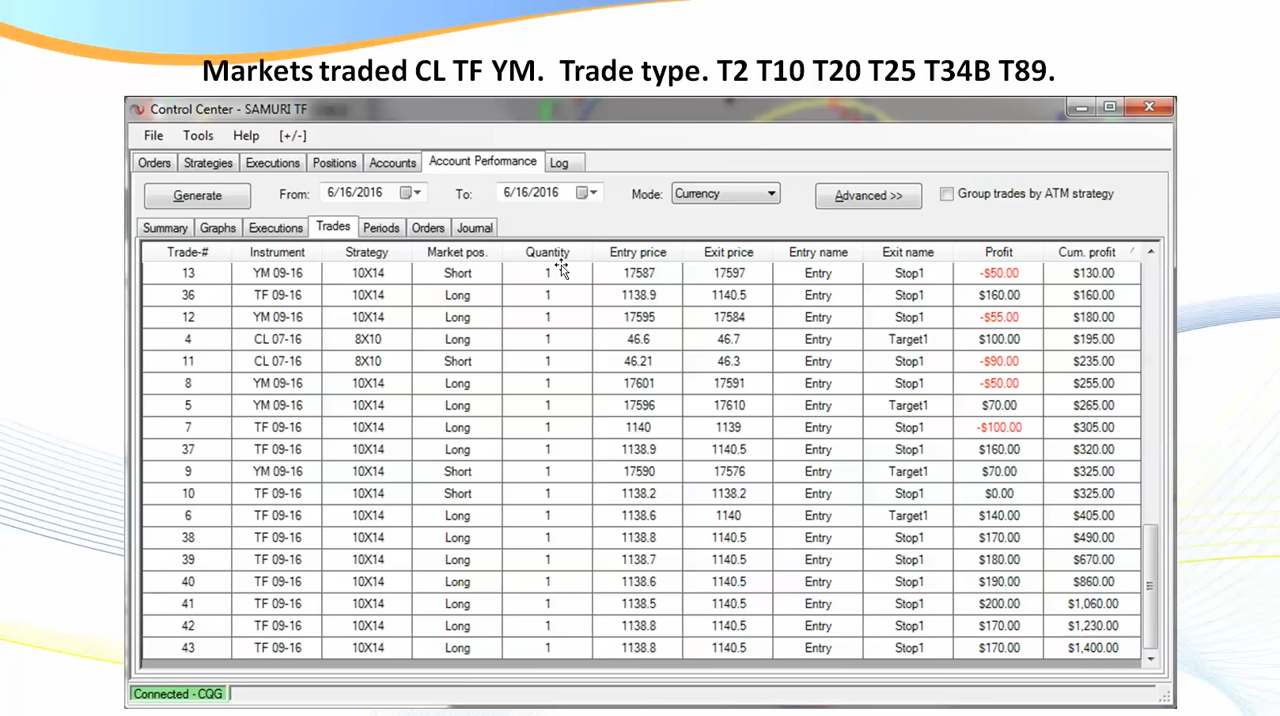 Markets traded CL TF YM.  Trade type. T2 T10 T20 T25 T34B T89.
Control Center - SAMURI TF
File Tools Help [+/-]
Orders Strategies Executions Positions Accounts Account Performance Log
Generate From: 6/16/2016 To: 6/16/2016 Mode: Currency Advanced >> Group trades by ATM strategy
Summary Graphs Executions Trades Periods Orders Journal
Trade-# Instrument Strategy Market pos. Quantity Entry price Exit price Entry name Exit name Profit Cum. profit
13 YM 09-16 10X14 Short 1 17587 17597 Entry Stop1 -$50.00 $130.00
36 TF 09-16 10X14 Long 1 1138.9 1140.5 Entry Stop1 $160.00 $160.00
12 YM 09-16 10X14 Long 1 17595 17584 Entry Stop1 -$55.00 $180.00
4 CL 07-16 8X10 Long 1 46.6 46.7 Entry Target1 $100.00 $195.00
11 CL 07-16 8X10 Short 1 46.21 46.3 Entry Stop1 -$90.00 $235.00
8 YM 09-16 10X14 Long 1 17601 17591 Entry Stop1 -$50.00 $255.00
5 YM 09-16 10X14 Long 1 17596 17610 Entry Target1 $70.00 $265.00
7 TF 09-16 10X14 Long 1 1140 1139 Entry Stop1 -$100.00 $305.00
37 TF 09-16 10X14 Long 1 1138.9 1140.5 Entry Stop1 $160.00 $320.00
9 YM 09-16 10X14 Short 1 17590 17576 Entry Target1 $70.00 $325.00
10 TF 09-16 10X14 Short 1 1138.2 1138.2 Entry Stop1 $0.00 $325.00
6 TF 09-16 10X14 Long 1 1138.6 1140 Entry Target1 $140.00 $405.00
38 TF 09-16 10X14 Long 1 1138.8 1140.5 Entry Stop1 $170.00 $490.00
39 TF 09-16 10X14 Long 1 1138.7 1140.5 Entry Stop1 $180.00 $670.00
40 TF 09-16 10X14 Long 1 1138.6 1140.5 Entry Stop1 $190.00 $860.00
41 TF 09-16 10X14 Long 1 1138.5 1140.5 Entry Stop1 $200.00 $1,060.00
42 TF 09-16 10X14 Long 1 1138.8 1140.5 Entry Stop1 $170.00 $1,230.00
43 TF 09-16 10X14 Long 1 1138.8 1140.5 Entry Stop1 $170.00 $1,400.00
Connected - CQG